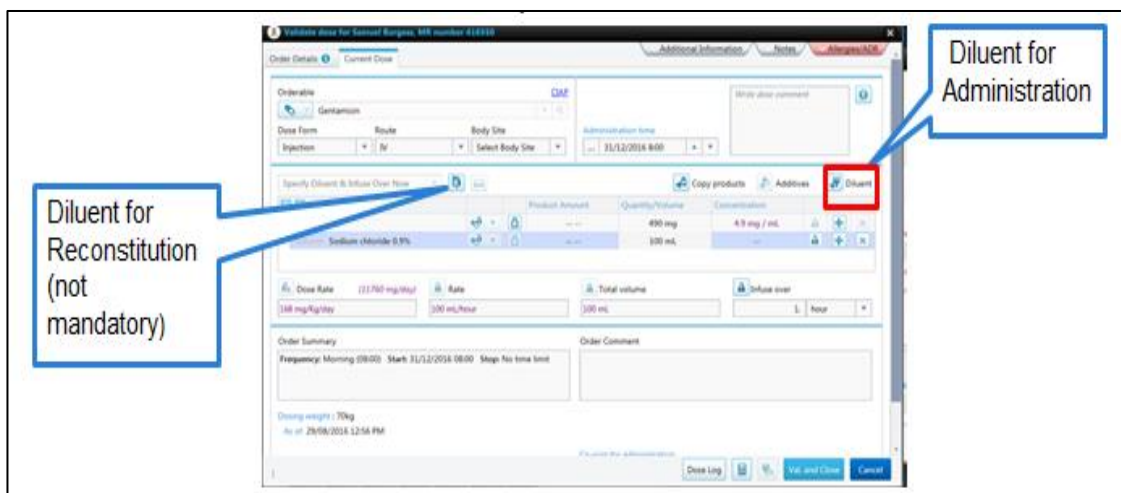 Validate dose for Samuel Burgess, MR number
Additional Information Notes Allergies/ADR
Order Details Current Dose
Orderable CIAP
Gentamicin
Write dose comment
Dose Form Route Body Site Administration time
Injection IV Select Body Site ... 31/12/2016 8:00
Specify Diluent & Infuse Over Now
Copy products Additives Diluent
Product Amount Quantity/Volume Concentration
490 mg 4.9 mg / mL
Sodium chloride 0.9% 100 mL
Dose Rate (11760 mg/day) Rate Total volume Infuse over
168 mg/Kg/day 100 mL/hour 100 mL 1 hour
Order Summary Order Comment
Frequency: Morning (08:00) Start: 31/12/2016 08:00 Stop: No time limit
Dosing weight : 70kg
As at 29/08/2016 12:56 PM
Dose Log Val. and Close Cancel
Diluent for
Administration
Diluent for
Reconstitution
(not
mandatory)